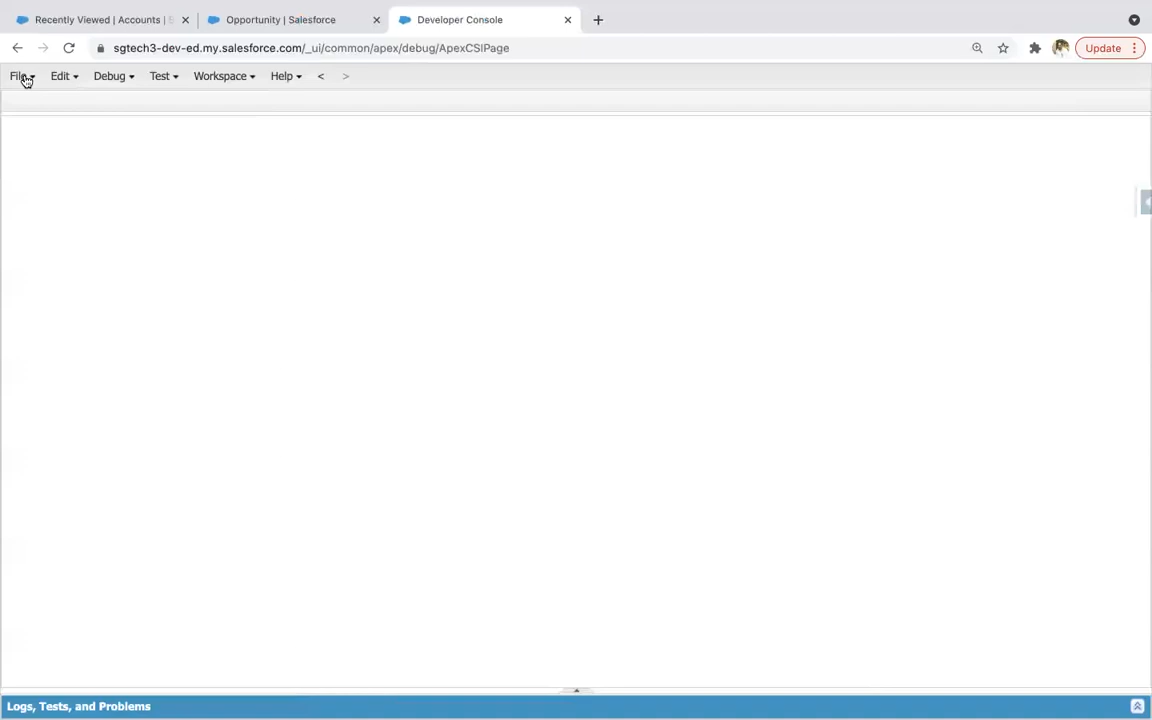 Recently Viewed | Accounts |
Opportunity | Salesforce
Developer Console
sgtech3-dev-ed.my.salesforce.com/_ui/common/apex/debug/ApexCSIPage
Update
File Edit Debug Test Workspace Help < >
Logs, Tests, and Problems